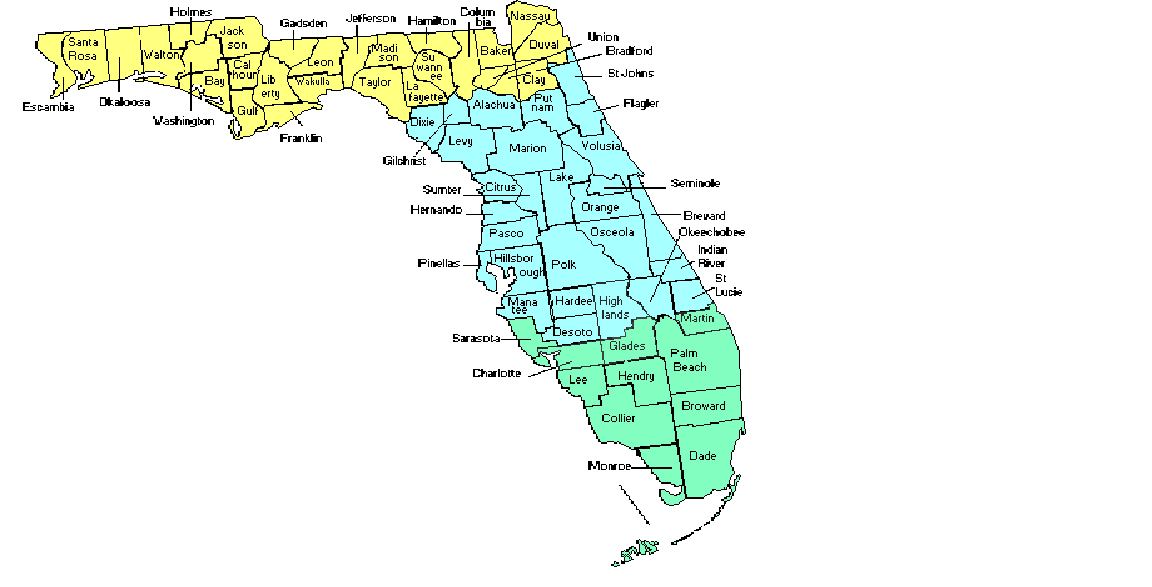 Holmes
Gadsden
Jefferson
Hamilton
Colum
bia
Nassau
Santa
Rosa
Walton
Jack
son
Leon
Madi
son
Su
wann
ee
Baker
Duval
Union
Bradford
St Johns
Escambia
Okaloosa
Washington
Bay
Cal
hour
Lib
erty
Gulf
Franklin
Wakulla
Taylor
La
fayette
Clay
Dixie
Alachua
Put
nam
Flagler
Gilchrist
Levy
Marion
Volusia
Sumter
Citrus
Lake
Seminole
Hernando
Orange
Brevard
Pasco
Osceola
Okeechobee
Pinellas
Hillsbor
ough
Polk
Indian
River
St
Lucie
Mana
tee
Hardee
High
lands
Sarasota
Desoto
Martin
Charlotte
Glades
Palm
Beach
Lee
Hendry
Collier
Broward
Monroe
Dade